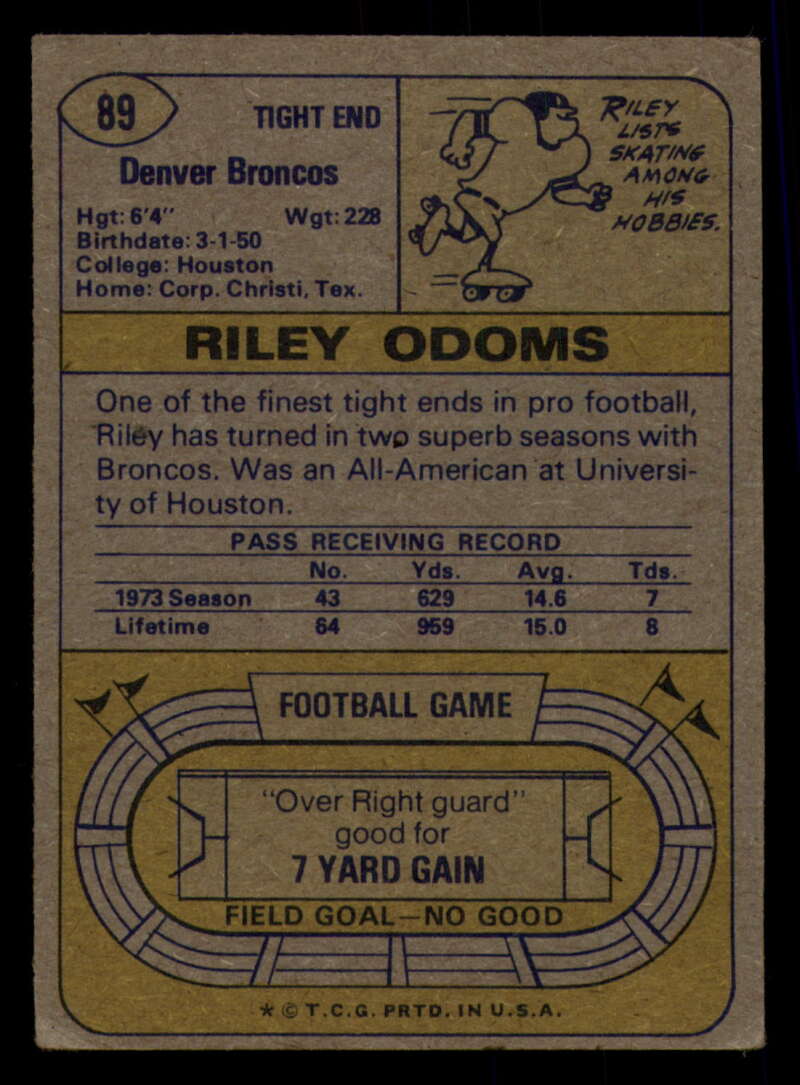 89
TIGHT END
Denver Broncos
Hgt: 6'4" Wgt: 228
Birthdate: 3-1-50
College: Houston
Home: Corp. Christi, Tex.
RILEY
LISTS
SKATING
AMONG
HIS
HOBBIES.
RILEY ODOMS
One of the finest tight ends in pro football,
Riley has turned in two superb seasons with
Broncos. Was an All-American at Universi-
ty of Houston.
PASS RECEIVING RECORD
No. Yds. Avg. Tds.
1973 Season 43 629 14.6 7
Lifetime 64 959 15.0 8
FOOTBALL GAME
"Over Right guard"
good for
7 YARD GAIN
FIELD GOAL—NO GOOD
* © T.C.G. PRTD. IN U.S.A.